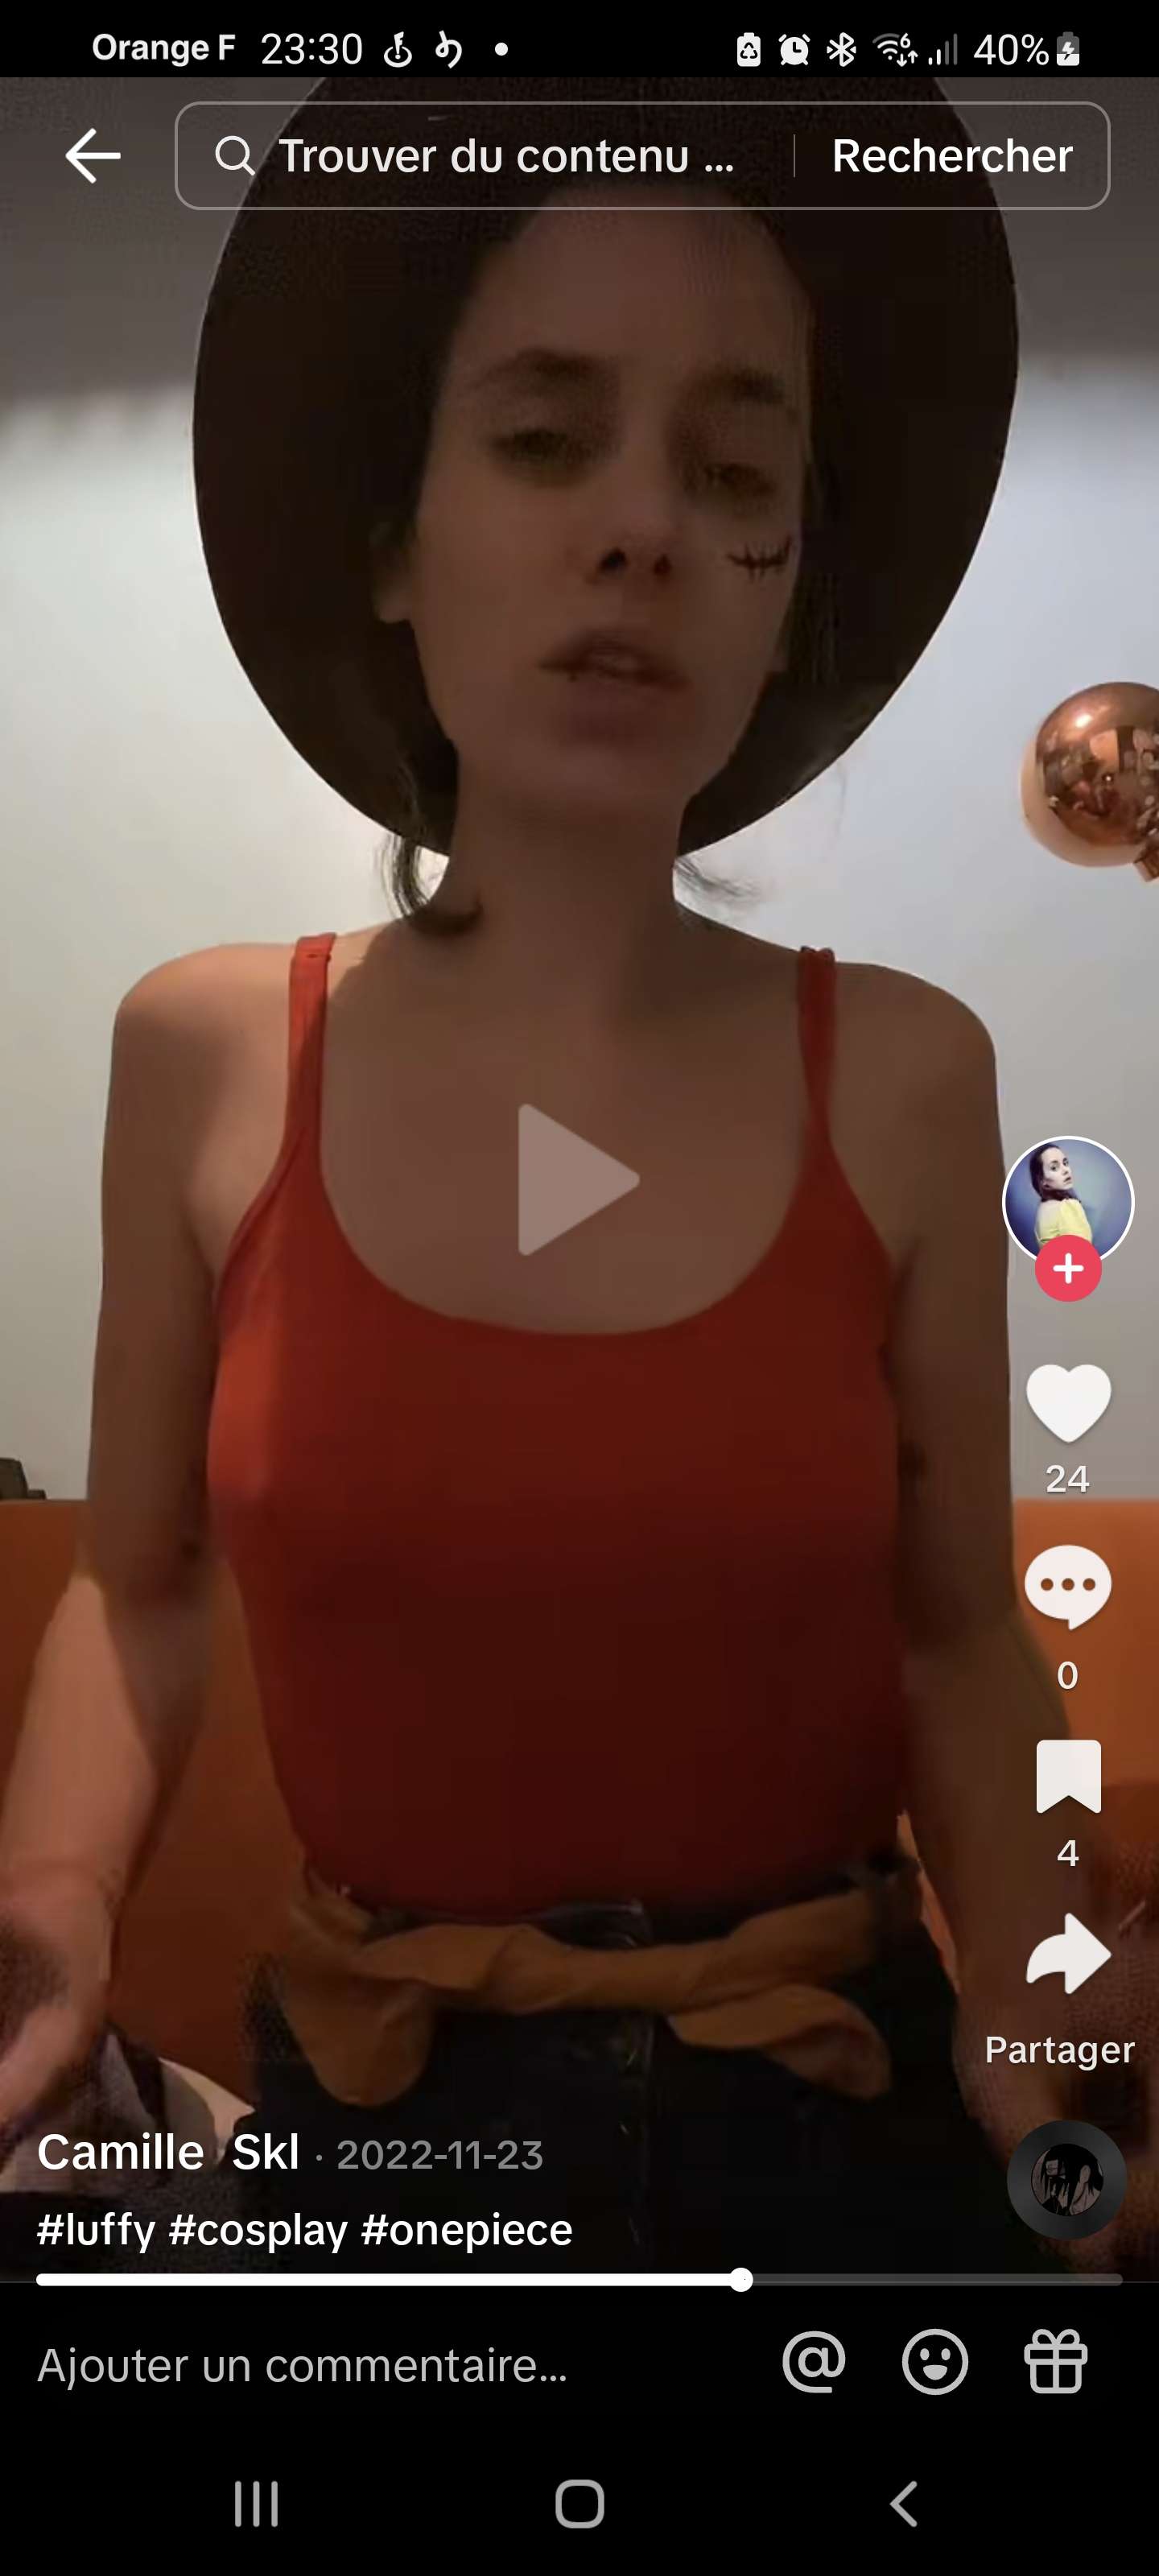 Orange F 23:30 40%
Trouver du contenu ... Rechercher
24
0
4
Partager
Camille Skl · 2022-11-23
#luffy #cosplay #onepiece
Ajouter un commentaire...